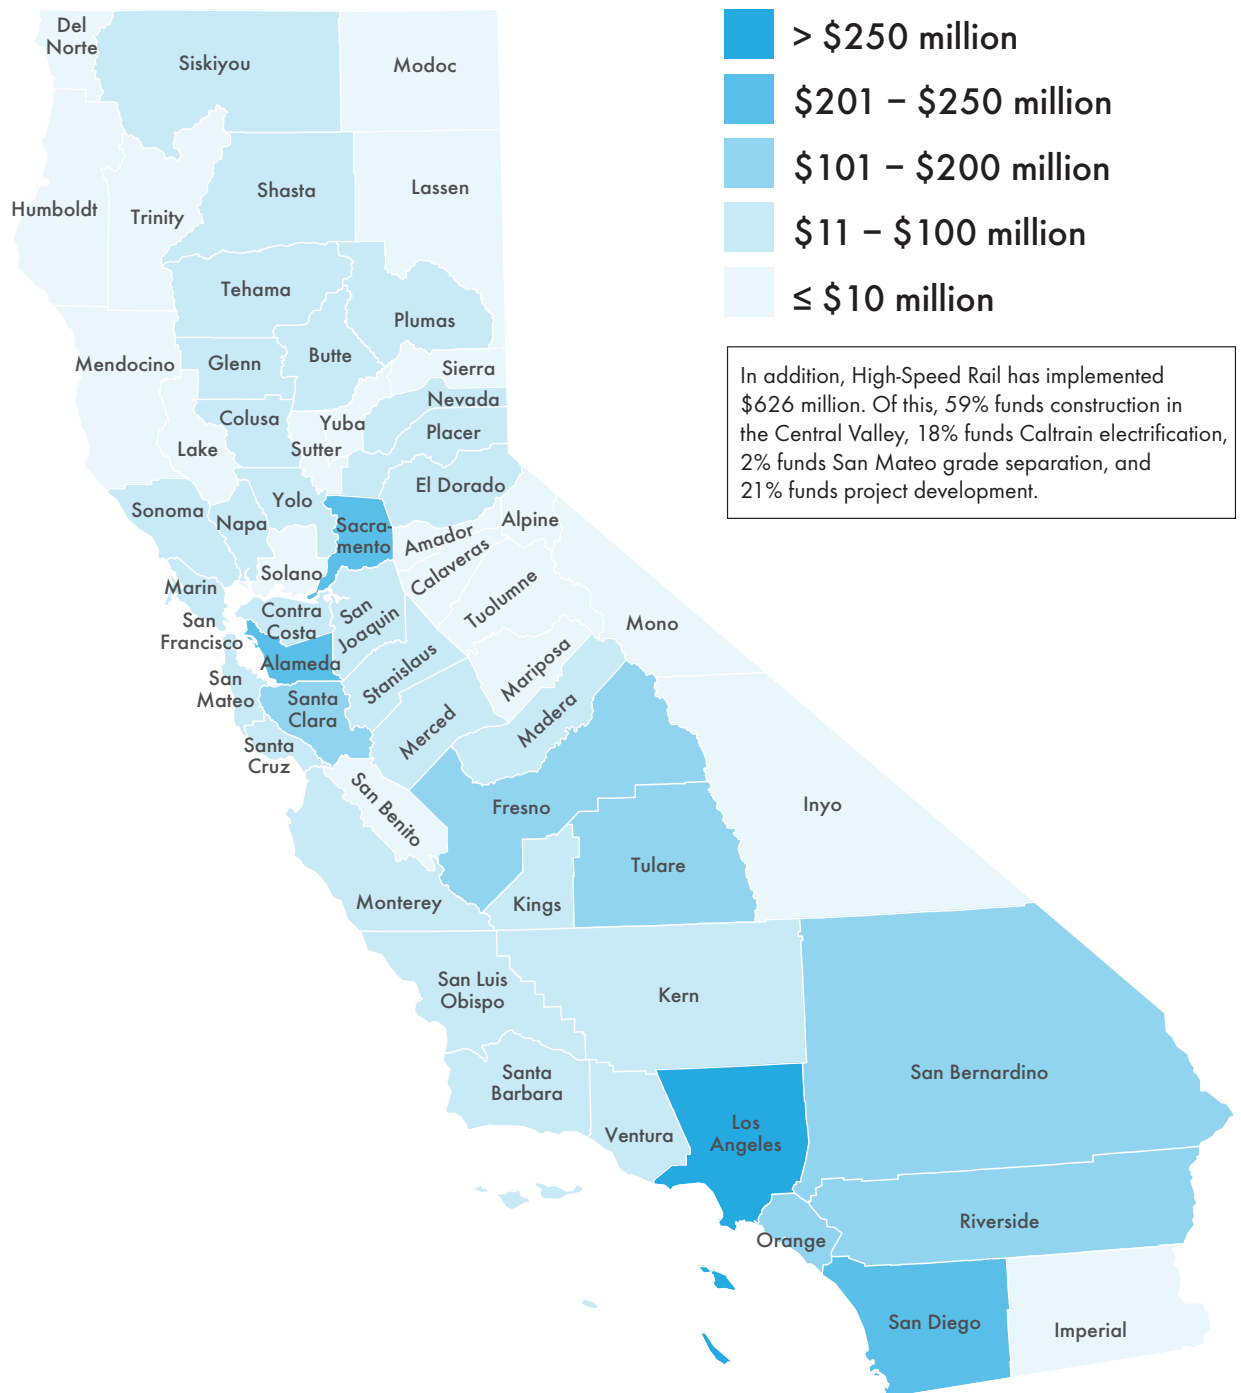 > $250 million
$201 – $250 million
$101 – $200 million
$11 – $100 million
≤ $10 million
In addition, High-Speed Rail has implemented
$626 million. Of this, 59% funds construction in
the Central Valley, 18% funds Caltrain electrification,
2% funds San Mateo grade separation, and
21% funds project development.
Del
Norte
Siskiyou
Modoc
Humboldt
Trinity
Shasta
Lassen
Tehama
Plumas
Mendocino
Glenn
Butte
Sierra
Nevada
Colusa
Yuba
Placer
Lake
Sutter
El Dorado
Sonoma
Napa
Yolo
Sacra-
mento
Amador
Alpine
Calaveras
Solano
Marin
Contra
Costa
San
Joaquin
Tuolumne
Mono
San
Francisco
Alameda
Stanislaus
Mariposa
San
Mateo
Santa
Clara
Merced
Madera
Santa
Cruz
San Benito
Fresno
Inyo
Tulare
Monterey
Kings
San Luis
Obispo
Kern
Santa
Barbara
San Bernardino
Ventura
Los
Angeles
Orange
Riverside
San Diego
Imperial